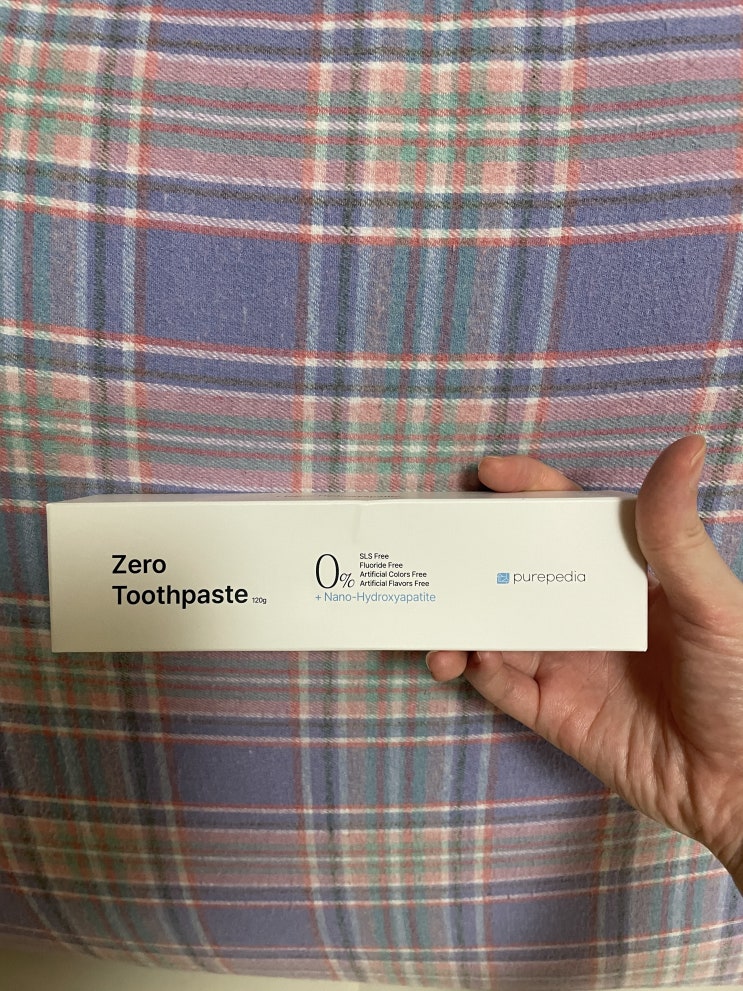 Zero
Toothpaste 120g
0%
SLS Free
Fluoride Free
Artificial Colors Free
Artificial Flavors Free
+ Nano-Hydroxyapatite
purepedia